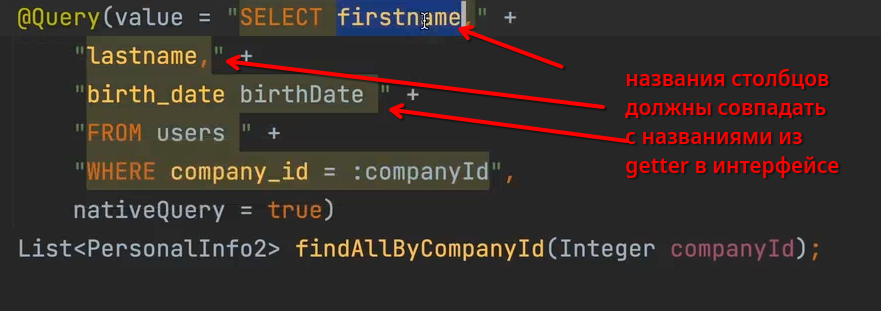 @Query(value = "SELECT firstname," +
"lastname," +
"birth_date birthDate " +
"FROM users " +
"WHERE company_id = :companyId",
nativeQuery = true)
List<PersonalInfo2> findAllByCompanyId(Integer companyId);
названия столбцов
должны совпадать
с названиями из
getter в интерфейсе